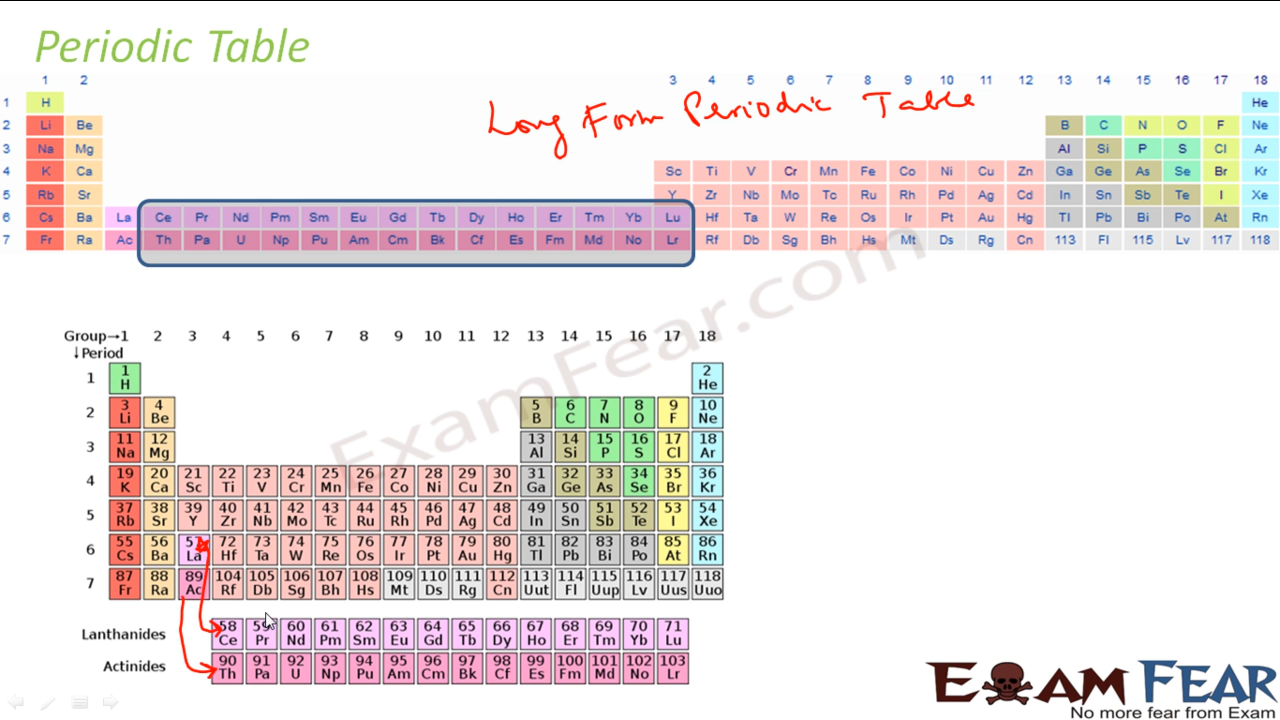 Periodic Table
1 2 3 4 5 6 7 8 9 10 11 12 13 14 15 16 17 18
Long Form Periodic Table
1 H He
2 Li Be B C N O F Ne
3 Na Mg Al Si P S Cl Ar
4 K Ca Sc Ti V Cr Mn Fe Co Ni Cu Zn Ga Ge As Se Br Kr
5 Rb Sr Y Zr Nb Mo Tc Ru Rh Pd Ag Cd In Sn Sb Te I Xe
6 Cs Ba La Ce Pr Nd Pm Sm Eu Gd Tb Dy Ho Er Tm Yb Lu Hf Ta W Re Os Ir Pt Au Hg Tl Pb Bi Po At Rn
7 Fr Ra Ac Th Pa U Np Pu Am Cm Bk Cf Es Fm Md No Lr Rf Db Sg Bh Hs Mt Ds Rg Cn 113 Fl 115 Lv 117 118
ExamFear.com
Group→1 2 3 4 5 6 7 8 9 10 11 12 13 14 15 16 17 18
↓Period
1 2
1 H He
3 4 5 6 7 8 9 10
2 Li Be B C N O F Ne
11 12 13 14 15 16 17 18
3 Na Mg Al Si P S Cl Ar
19 20 21 22 23 24 25 26 27 28 29 30 31 32 33 34 35 36
4 K Ca Sc Ti V Cr Mn Fe Co Ni Cu Zn Ga Ge As Se Br Kr
37 38 39 40 41 42 43 44 45 46 47 48 49 50 51 52 53 54
5 Rb Sr Y Zr Nb Mo Tc Ru Rh Pd Ag Cd In Sn Sb Te I Xe
55 56 57 72 73 74 75 76 77 78 79 80 81 82 83 84 85 86
6 Cs Ba La Hf Ta W Re Os Ir Pt Au Hg Tl Pb Bi Po At Rn
87 88 89 104 105 106 107 108 109 110 111 112 113 114 115 116 117 118
7 Fr Ra Ac Rf Db Sg Bh Hs Mt Ds Rg Cn Uut Fl Uup Lv Uus Uuo
58 59 60 61 62 63 64 65 66 67 68 69 70 71
Lanthanides Ce Pr Nd Pm Sm Eu Gd Tb Dy Ho Er Tm Yb Lu
90 91 92 93 94 95 96 97 98 99 100 101 102 103
Actinides Th Pa U Np Pu Am Cm Bk Cf Es Fm Md No Lr
EXAM FEAR
No more fear from Exam